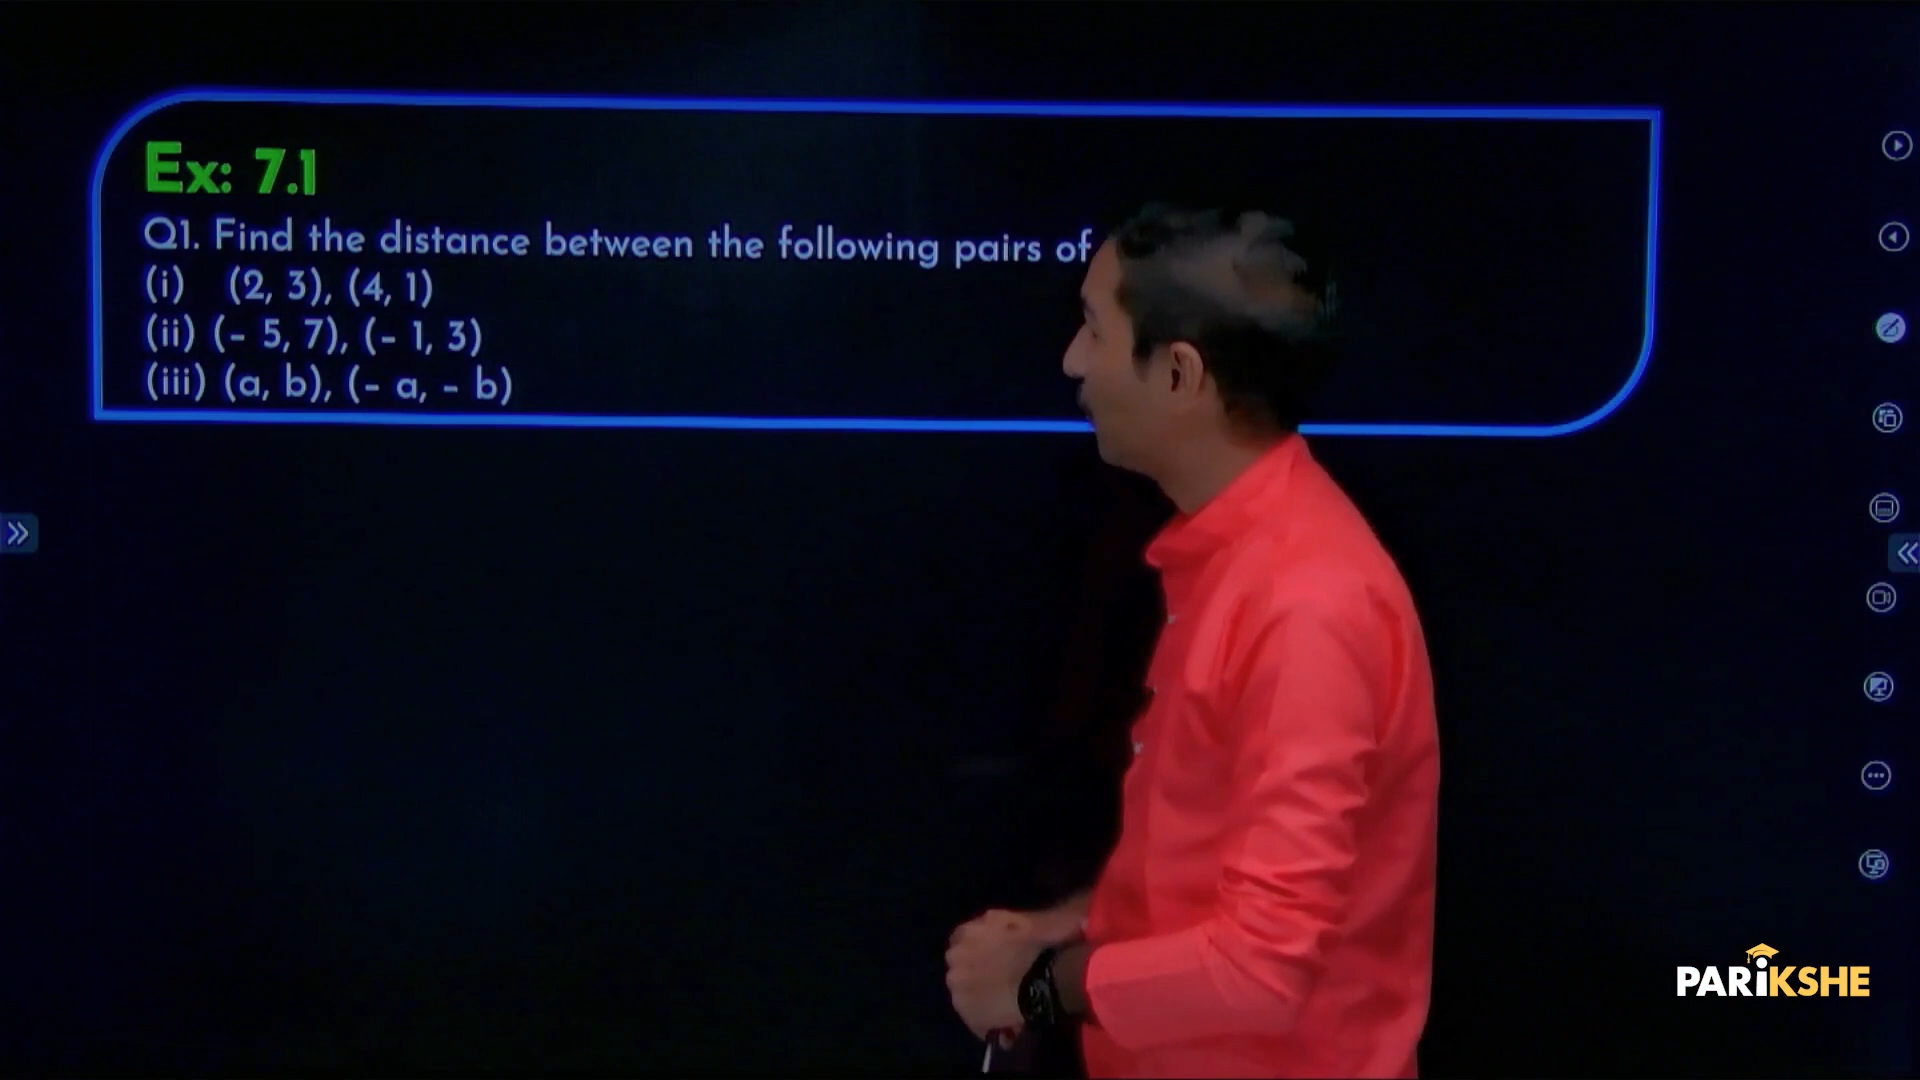 Ex: 7.1
Q1. Find the distance between the following pairs of
(i) (2, 3), (4, 1)
(ii) (- 5, 7), (- 1, 3)
(iii) (a, b), (- a, - b)
PARiKSHE